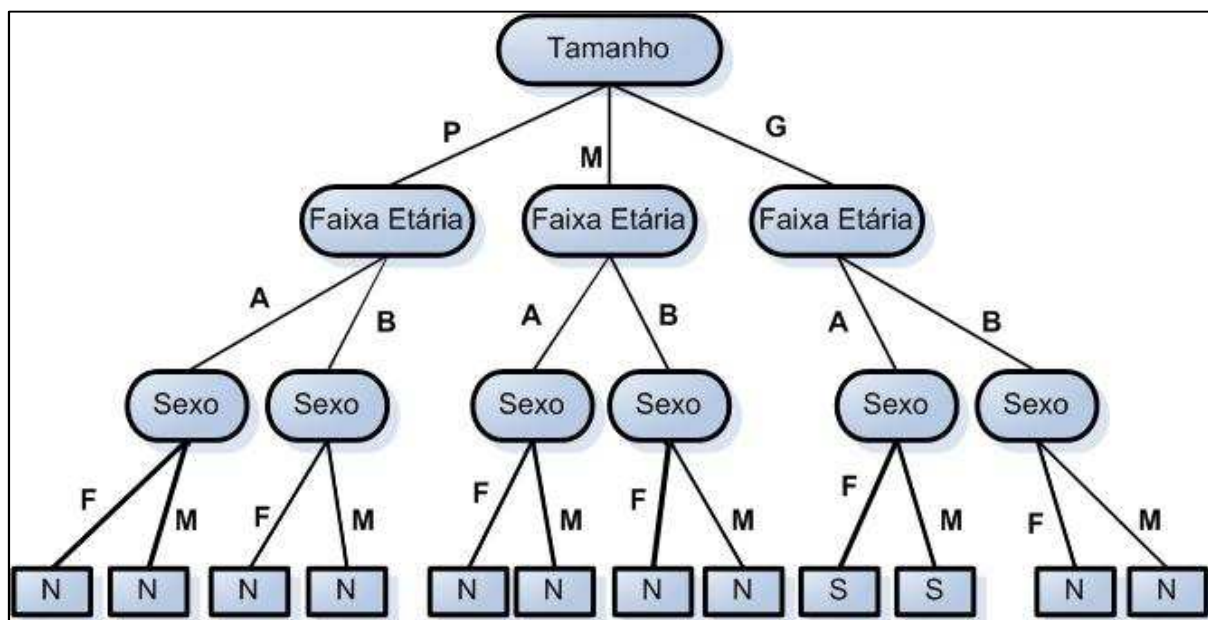 Tamanho
P M G
Faixa Etária Faixa Etária Faixa Etária
A B A B A B
Sexo Sexo Sexo Sexo Sexo Sexo
F M F M F M F M F M F M
N N N N N N N N S S N N